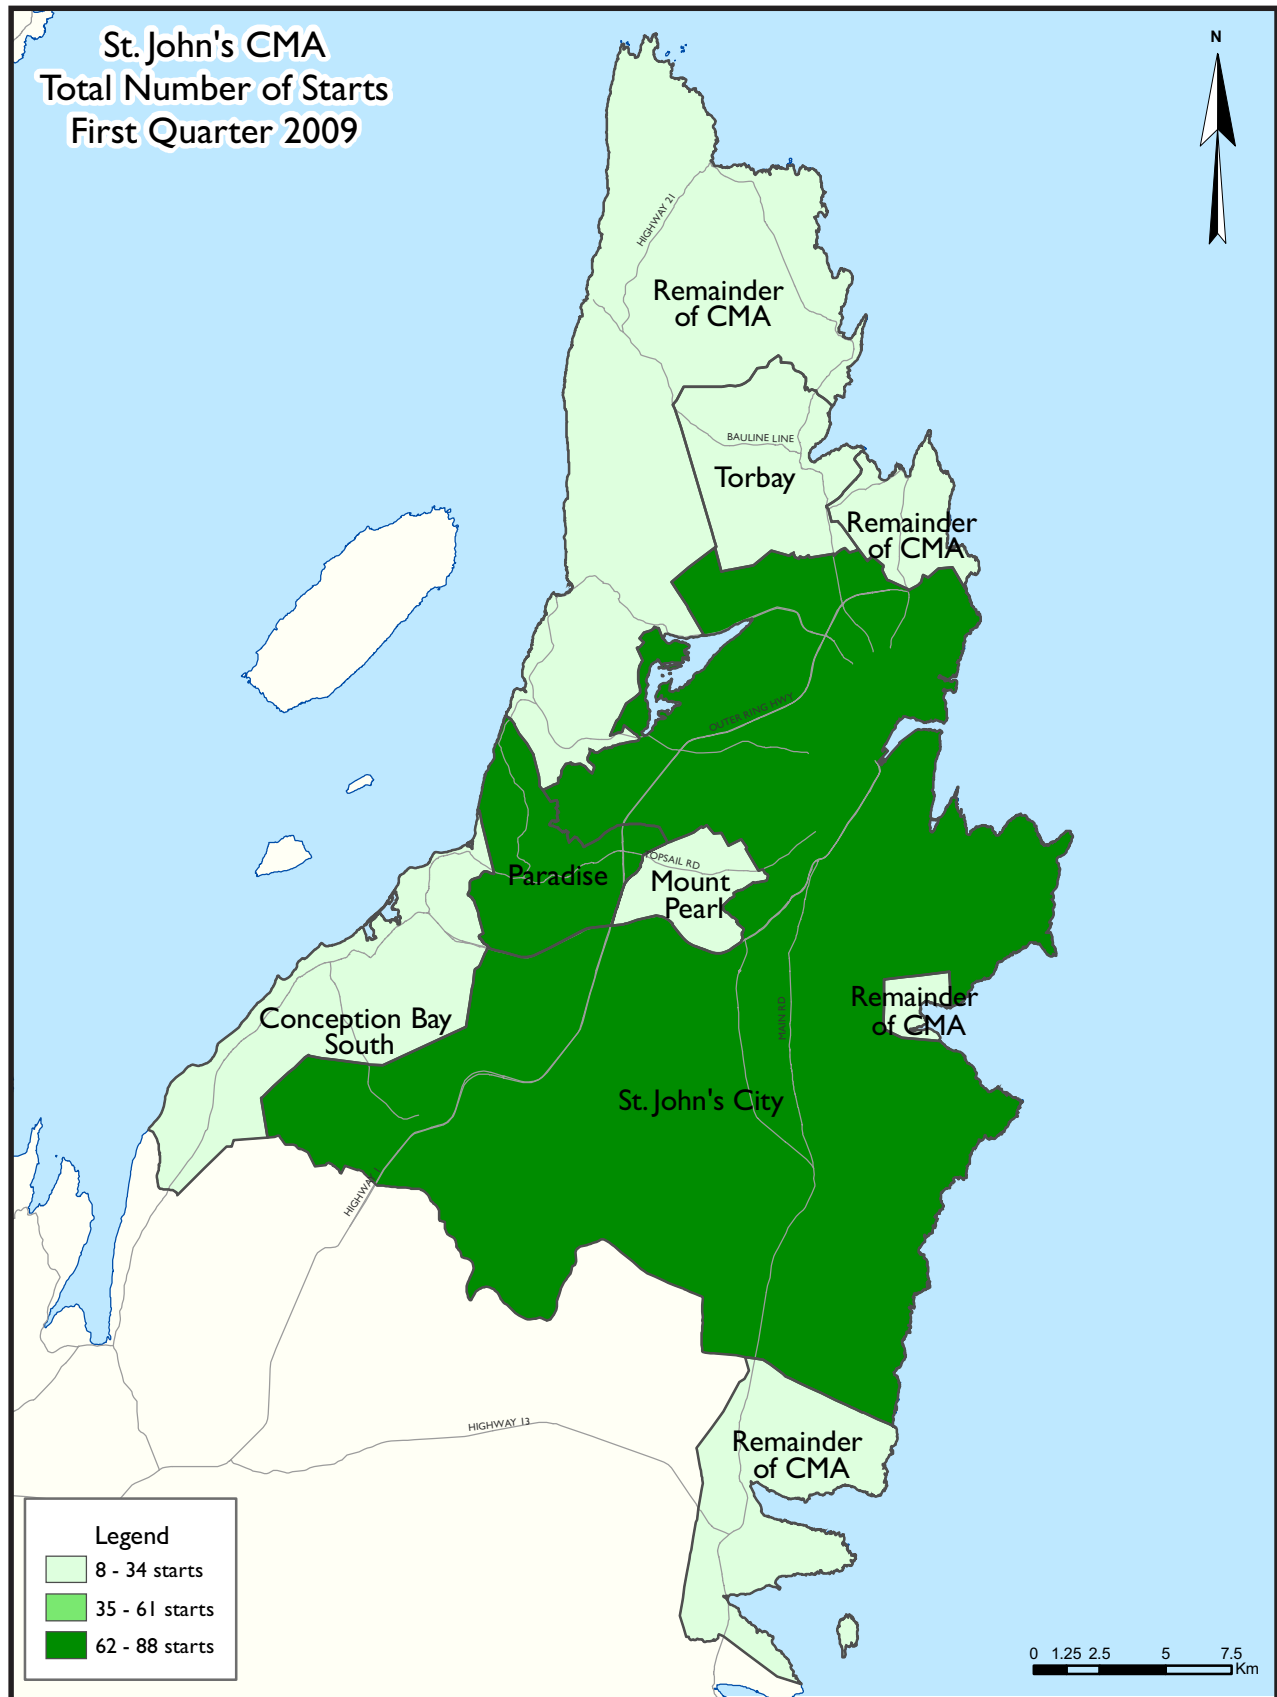 St. John's CMA
Total Number of Starts
First Quarter 2009
N
HIGHWAY 21
Remainder
of CMA
BAULINE LINE
Torbay
Remainder
of CMA
OUTER RING HWY
TOPSAIL RD
Paradise
Mount
Pearl
Remainder
of CMA
MAIN RD
Conception Bay
South
St. John's City
HIGHWAY 1
HIGHWAY 13
Remainder
of CMA
Legend
8 - 34 starts
35 - 61 starts
62 - 88 starts
0 1.25 2.5 5 7.5
Km